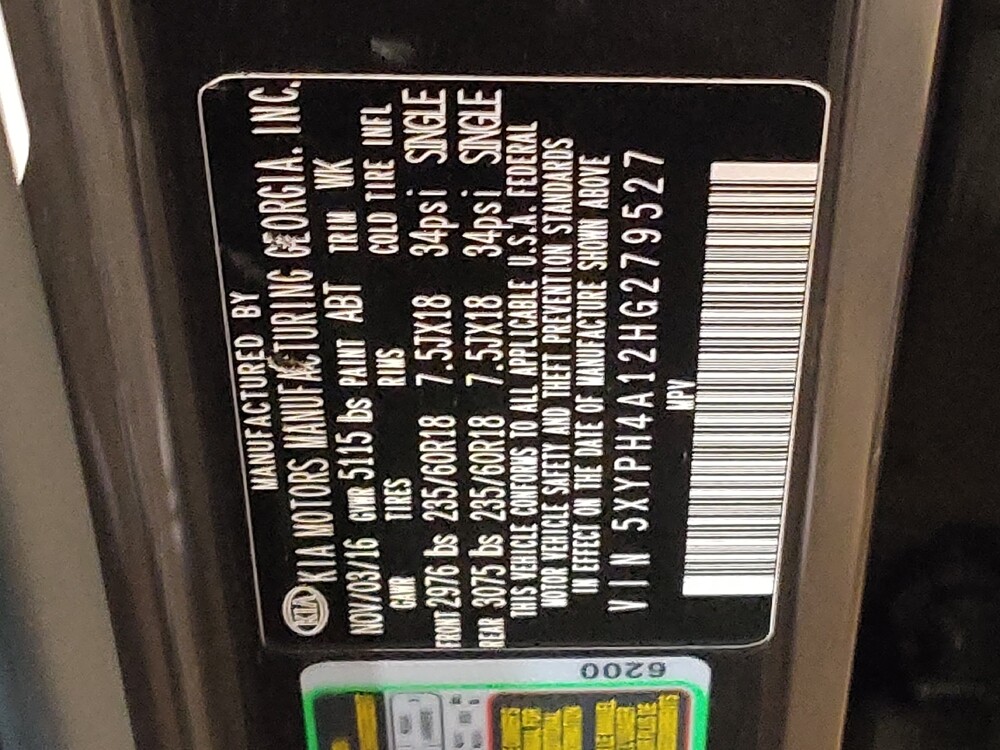 MANUFACTURED BY
KIA KIA MOTORS MANUFACTURING GEORGIA. INC.
NOV/03/16 GVWR 5115 lbs PAINT ABT TRIM WK
GAWR TIRES RIMS COLD TIRE INFL
FRONT 2976 lbs 235/60R18 7.5JX18 34psi SINGLE
REAR 3075 lbs 235/60R18 7.5JX18 34psi SINGLE
THIS VEHICLE CONFORMS TO ALL APPLICABLE U.S.A. FEDERAL
MOTOR VEHICLE SAFETY AND THEFT PREVENTION STANDARDS
IN EFFECT ON THE DATE OF MANUFACTURE SHOWN ABOVE
VIN 5XYPH4A12HG279527
MPV
6200